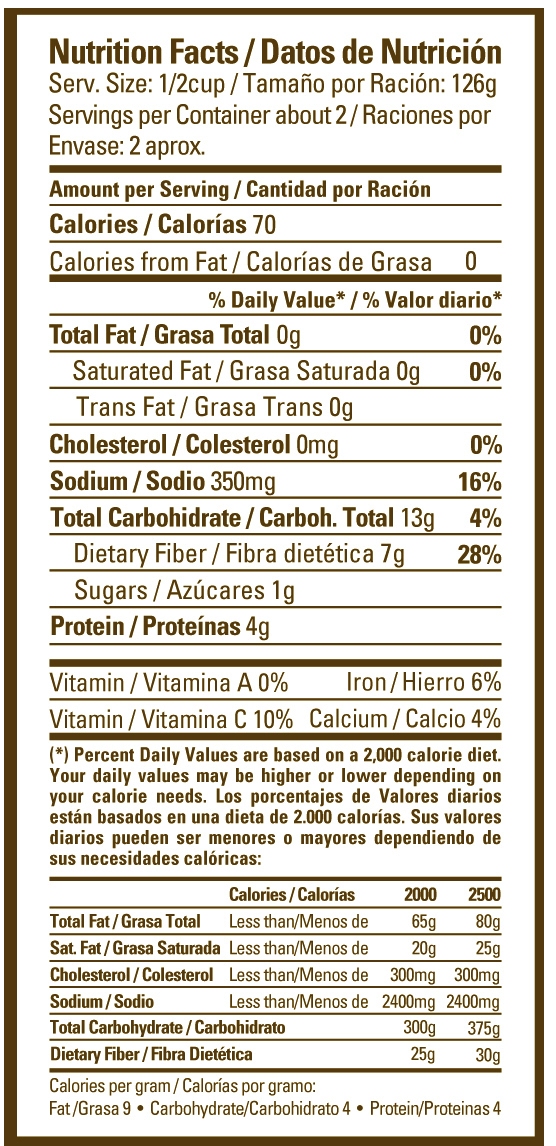 Nutrition Facts / Datos de Nutrición
Serv. Size: 1/2cup / Tamaño por Ración: 126g
Servings per Container about 2 / Raciones por
Envase: 2 aprox.
Amount per Serving / Cantidad por Ración
Calories / Calorías 70
Calories from Fat / Calorías de Grasa 0
% Daily Value* / % Valor diario*
Total Fat / Grasa Total 0g 0%
Saturated Fat / Grasa Saturada 0g 0%
Trans Fat / Grasa Trans 0g
Cholesterol / Colesterol 0mg 0%
Sodium / Sodio 350mg 16%
Total Carbohidrate / Carboh. Total 13g 4%
Dietary Fiber / Fibra dietética 7g 28%
Sugars / Azúcares 1g
Protein / Proteínas 4g
Vitamin / Vitamina A 0% Iron / Hierro 6%
Vitamin / Vitamina C 10% Calcium / Calcio 4%
(*) Percent Daily Values are based on a 2,000 calorie diet.
Your daily values may be higher or lower depending on
your calorie needs. Los porcentajes de Valores diarios
están basados en una dieta de 2.000 calorías. Sus valores
diarios pueden ser menores o mayores dependiendo de
sus necesidades calóricas:
Calories / Calorías 2000 2500
Total Fat / Grasa Total Less than/Menos de 65g 80g
Sat. Fat / Grasa Saturada Less than/Menos de 20g 25g
Cholesterol / Colesterol Less than/Menos de 300mg 300mg
Sodium / Sodio Less than/Menos de 2400mg 2400mg
Total Carbohydrate / Carbohidrato 300g 375g
Dietary Fiber / Fibra Dietética 25g 30g
Calories per gram / Calorías por gramo:
Fat /Grasa 9 • Carbohydrate/Carbohidrato 4 • Protein/Proteinas 4